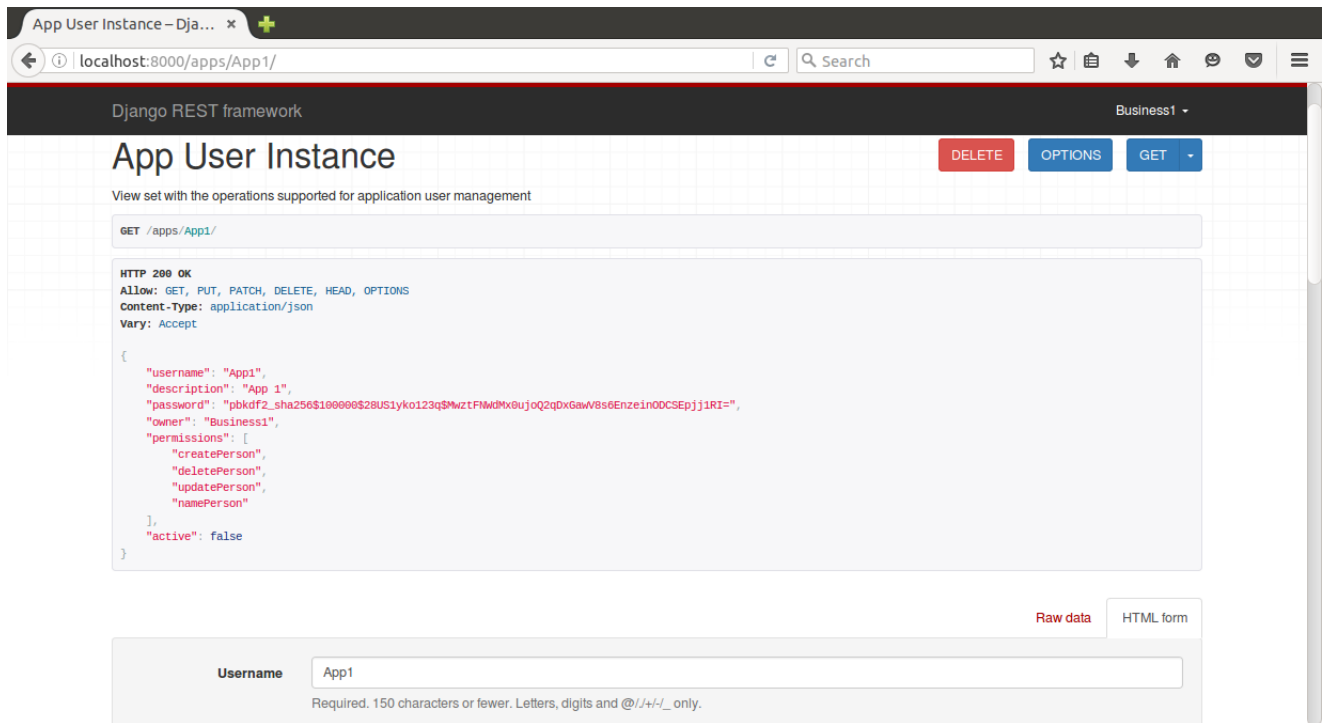 App User Instance – Dja... ×
localhost:8000/apps/App1/
Search
Django REST framework
Business1
App User Instance
DELETE
OPTIONS
GET
View set with the operations supported for application user management
GET /apps/App1/
HTTP 200 OK
Allow: GET, PUT, PATCH, DELETE, HEAD, OPTIONS
Content-Type: application/json
Vary: Accept
{
"username": "App1",
"description": "App 1",
"password": "pbkdf2_sha256$100000$28US1yko123q$MwztFNWdMx0ujoQ2qDxGawV8s6EnzeinODCSEpjj1RI=",
"owner": "Business1",
"permissions": [
"createPerson",
"deletePerson",
"updatePerson",
"namePerson"
],
"active": false
}
Raw data
HTML form
Username
App1
Required. 150 characters or fewer. Letters, digits and @/./+/-/_ only.